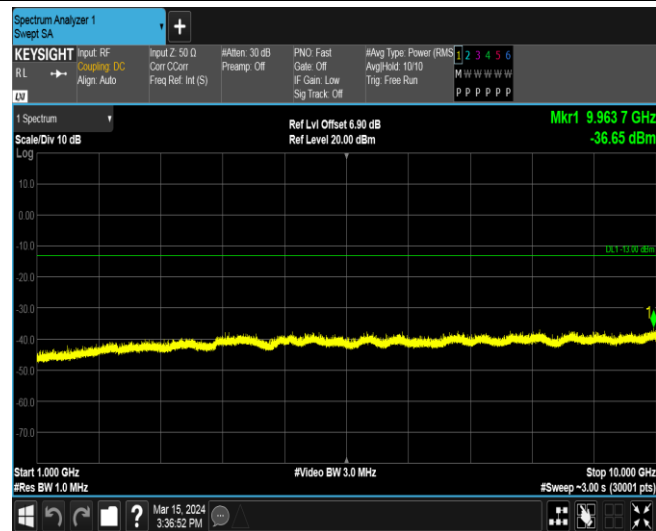 Spectrum Analyzer 1
Swept SA
+
KEYSIGHT
RL
LXI
Input: RF
Coupling: DC
Align: Auto
Input Z: 50 Ω
Corr CCorr
Freq Ref: Int (S)
#Atten: 30 dB
Preamp: Off
PNO: Fast
Gate: Off
IF Gain: Low
Sig Track: Off
#Avg Type: Power (RMS
Avg|Hold: 10/10
Trig: Free Run
1 2 3 4 5 6
M W W W W W
P P P P P P
1 Spectrum
Scale/Div 10 dB
Log
Ref Lvl Offset 6.90 dB
Ref Level 20.00 dBm
Mkr1 9.963 7 GHz
-36.65 dBm
10.0
0.00
-10.0
DL1 -13.00 dBm
-20.0
-30.0
1
-40.0
-50.0
-60.0
-70.0
Start 1.000 GHz
#Res BW 1.0 MHz
#Video BW 3.0 MHz
Stop 10.000 GHz
#Sweep ~3.00 s (30001 pts)
?
Mar 15, 2024
3:36:52 PM